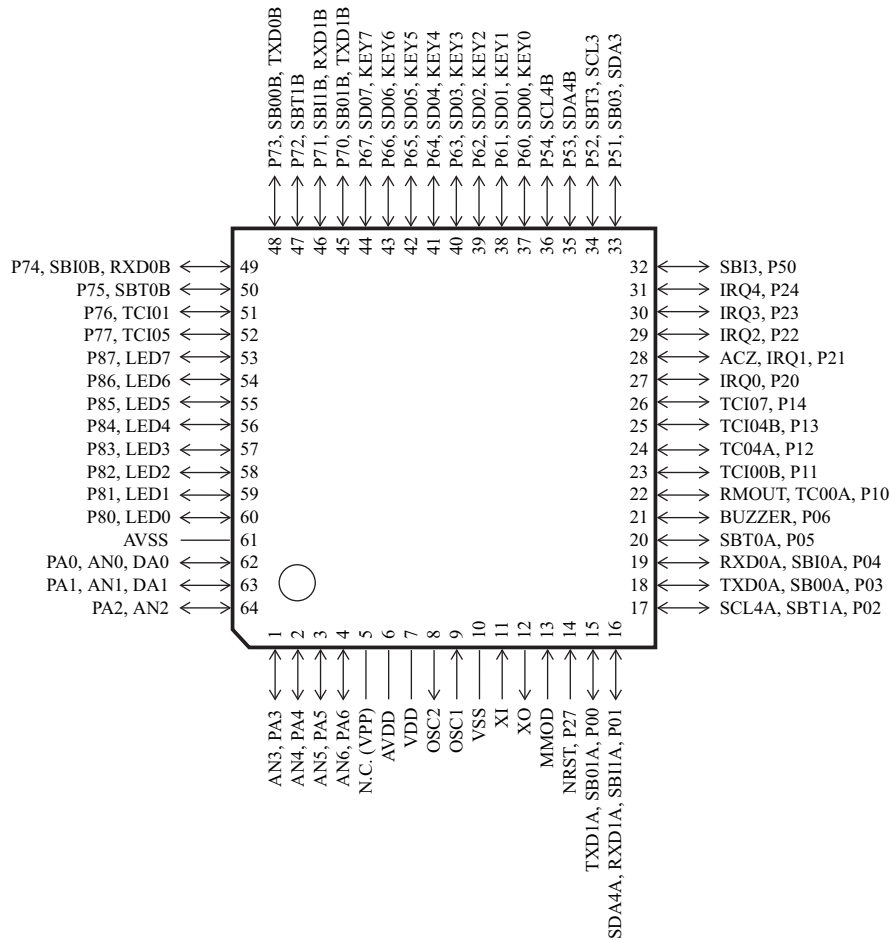 P73, SB00B, TXD0B
P72, SBT1B
P71, SBI1B, RXD1B
P70, SB01B, TXD1B
P67, SD07, KEY7
P66, SD06, KEY6
P65, SD05, KEY5
P64, SD04, KEY4
P63, SD03, KEY3
P62, SD02, KEY2
P61, SD01, KEY1
P60, SD00, KEY0
P54, SCL4B
P53, SDA4B
P52, SBT3, SCL3
P51, SB03, SDA3
48 47 46 45 44 43 42 41 40 39 38 37 36 35 34 33
P74, SBI0B, RXD0B 49
P75, SBT0B 50
P76, TCI01 51
P77, TCI05 52
P87, LED7 53
P86, LED6 54
P85, LED5 55
P84, LED4 56
P83, LED3 57
P82, LED2 58
P81, LED1 59
P80, LED0 60
AVSS 61
PA0, AN0, DA0 62
PA1, AN1, DA1 63
PA2, AN2 64
32 SBI3, P50
31 IRQ4, P24
30 IRQ3, P23
29 IRQ2, P22
28 ACZ, IRQ1, P21
27 IRQ0, P20
26 TCI07, P14
25 TCI04B, P13
24 TC04A, P12
23 TCI00B, P11
22 RMOUT, TC00A, P10
21 BUZZER, P06
20 SBT0A, P05
19 RXD0A, SBI0A, P04
18 TXD0A, SB00A, P03
17 SCL4A, SBT1A, P02
1 2 3 4 5 6 7 8 9 10 11 12 13 14 15 16
AN3, PA3
AN4, PA4
AN5, PA5
AN6, PA6
N.C. (VPP)
AVDD
VDD
OSC2
OSC1
VSS
XI
XO
MMOD
NRST, P27
TXD1A, SB01A, P00
SDA4A, RXD1A, SBI1A, P01